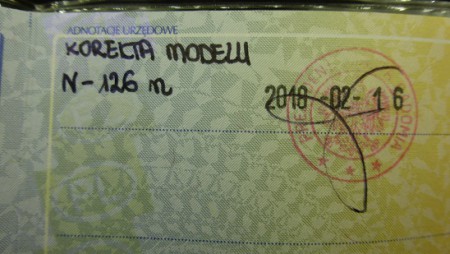 ADNOTACJE URZĘDOWE
KOREKTA MODELU
N-126 n
2018 -02- 16